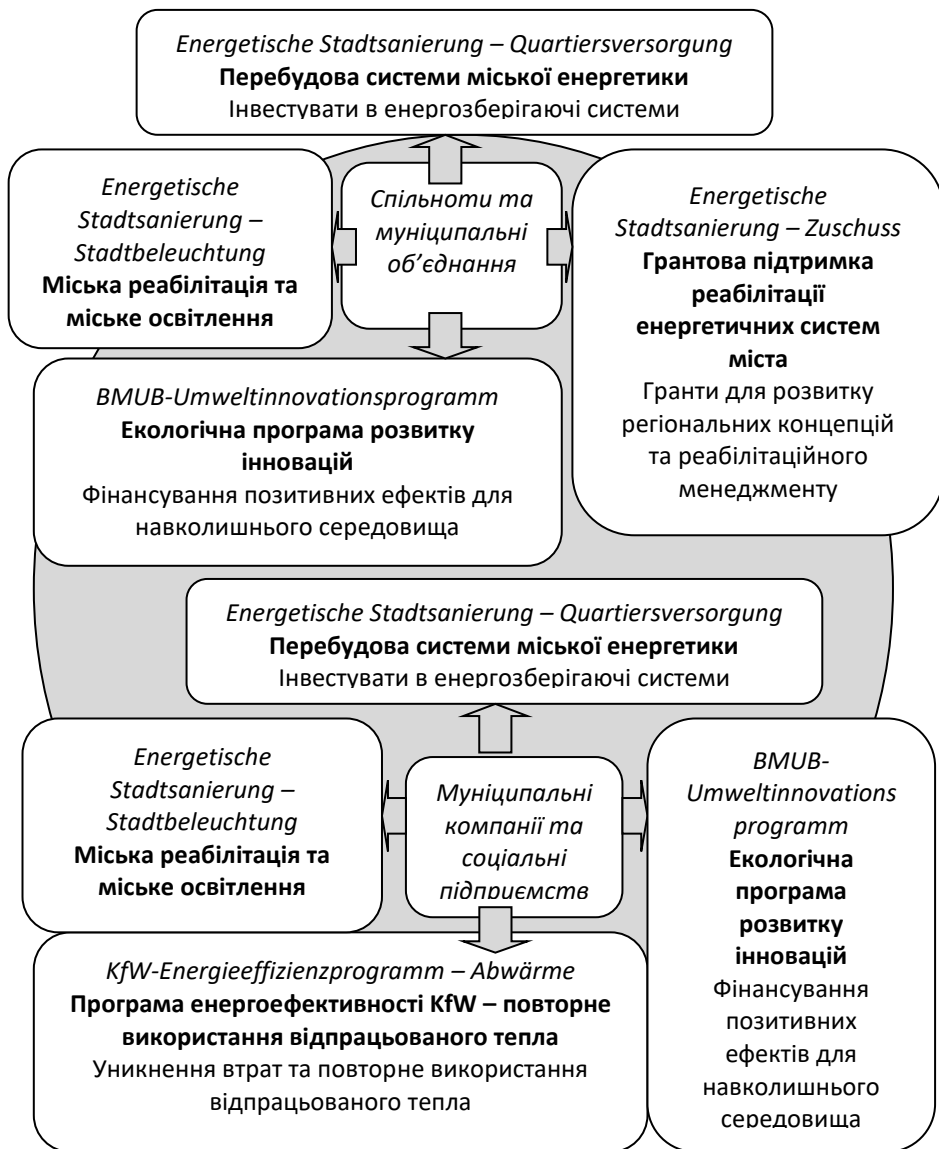 Energetische Stadtsanierung – Quartiersversorgung
Перебудова системи міської енергетики
Інвестувати в енергозберігаючі системи
Energetische
Stadtsanierung –
Stadtbeleuchtung
Міська реабілітація та
міське освітлення
Спільноти та
муніципальні
об’єднання
Energetische
Stadtsanierung – Zuschuss
Грантова підтримка
реабілітації
енергетичних систем
міста
Гранти для розвитку
регіональних концепцій
та реабілітаційного
менеджменту
BMUB-Umweltinnovationsprogramm
Екологічна програма розвитку
інновацій
Фінансування позитивних ефектів для
навколишнього середовища
Energetische Stadtsanierung – Quartiersversorgung
Перебудова системи міської енергетики
Інвестувати в енергозберігаючі системи
Energetische
Stadtsanierung –
Stadtbeleuchtung
Міська реабілітація та
міське освітлення
Муніципальні
компанії та
соціальні
підприємств
BMUB-
Umweltinnovations
programm
Екологічна
програма
розвитку
інновацій
Фінансування
позитивних
ефектів для
навколишнього
середовища
KfW-Energieeffizienzprogramm – Abwärme
Програма енергоефективності KfW – повторне
використання відпрацьованого тепла
Уникнення втрат та повторне використання
відпрацьованого тепла